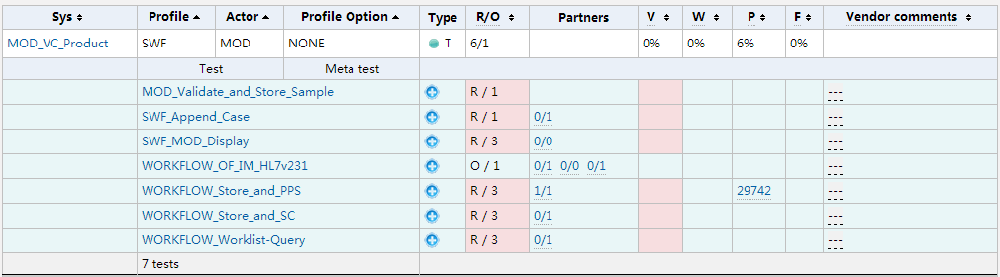 Sys Profile Actor Profile Option Type R/O Partners V W P F Vendor comments
MOD_VC_Product SWF MOD NONE T 6/1 0% 0% 6% 0%
Test Meta test
MOD_Validate_and_Store_Sample R / 1 ---
SWF_Append_Case R / 1 0/1 ---
SWF_MOD_Display R / 3 0/0 ---
WORKFLOW_OF_IM_HL7v231 O / 1 0/1 0/0 0/1 ---
WORKFLOW_Store_and_PPS R / 3 1/1 29742 ---
WORKFLOW_Store_and_SC R / 3 0/1 ---
WORKFLOW_Worklist-Query R / 3 0/1 ---
7 tests